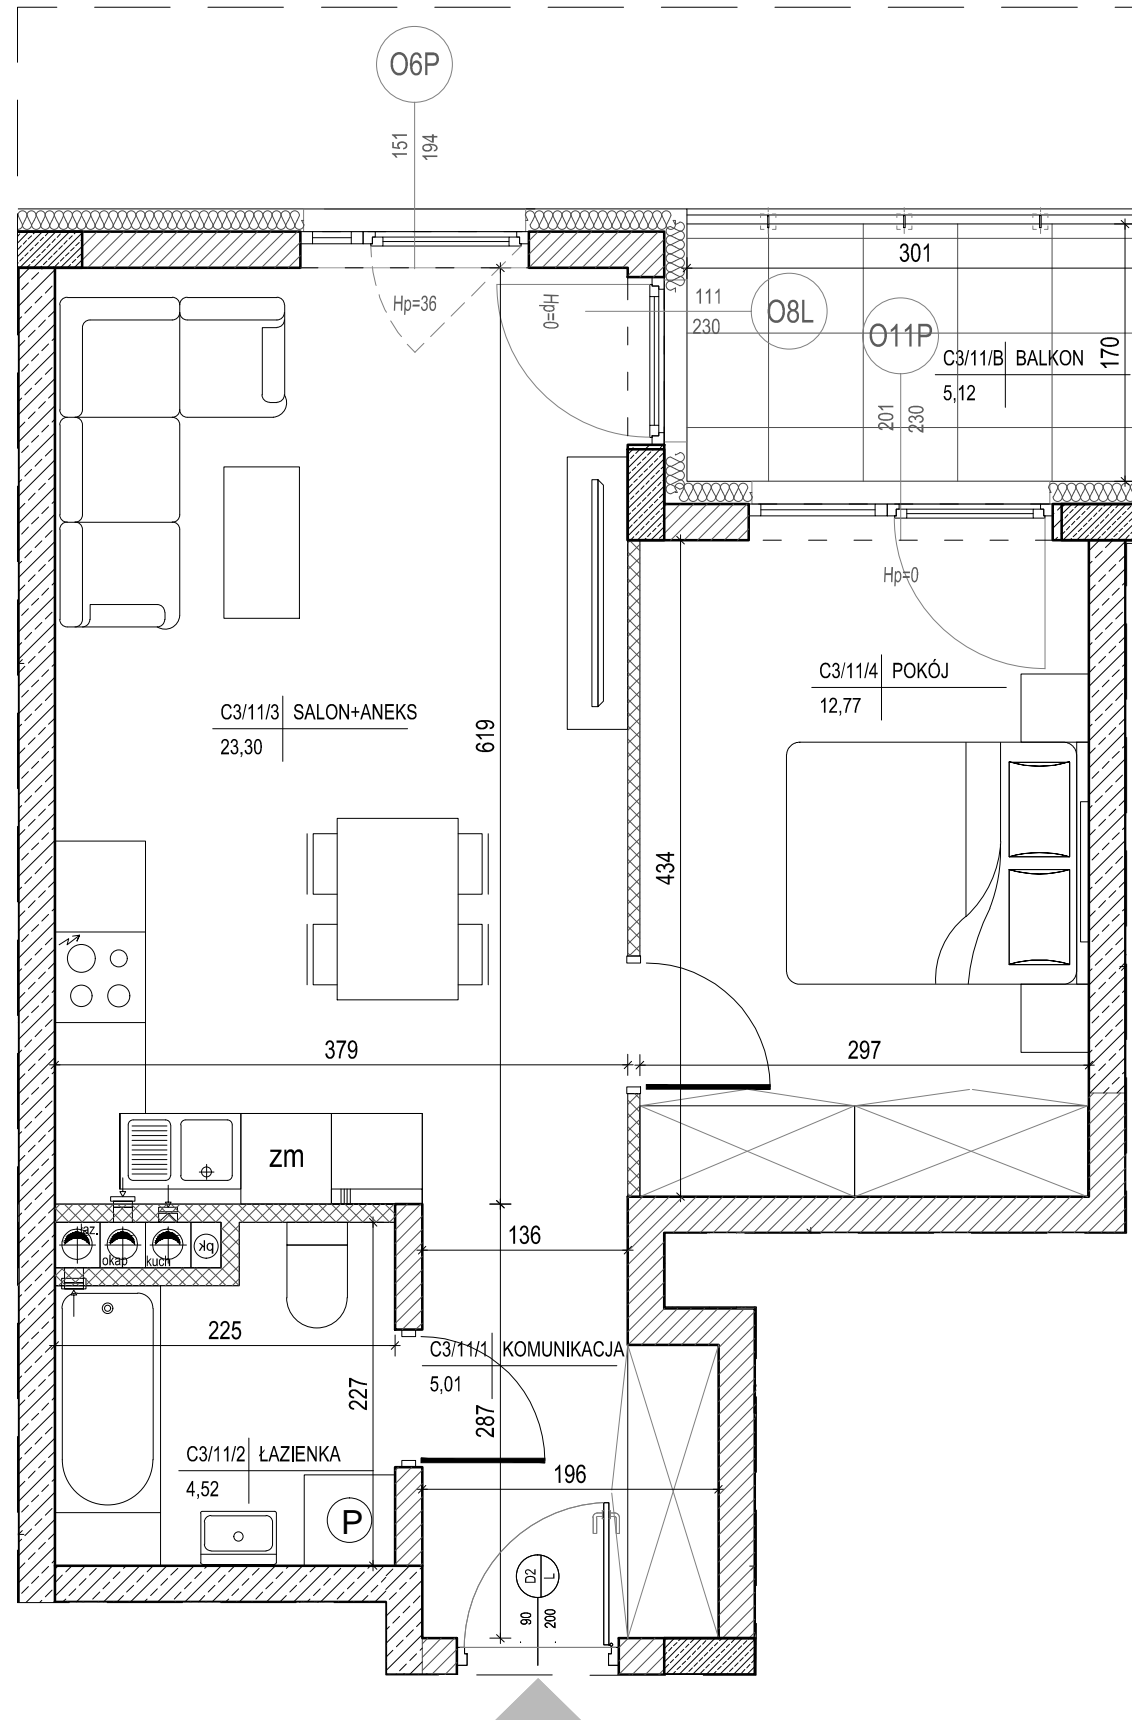 O6P
151
194
301
Hp=36
Hp=0
111
230
O8L
O11P
C3/11/B BALKON
5,12
170
201
230
Hp=0
C3/11/4 POKÓJ
12,77
C3/11/3 SALON+ANEKS
23,30
619
434
379
297
zm
łaz.
okap
kuch
pk
136
225
C3/11/1 KOMUNIKACJA
5,01
227
287
C3/11/2 ŁAZIENKA
4,52
196
P
D2
L
90
200